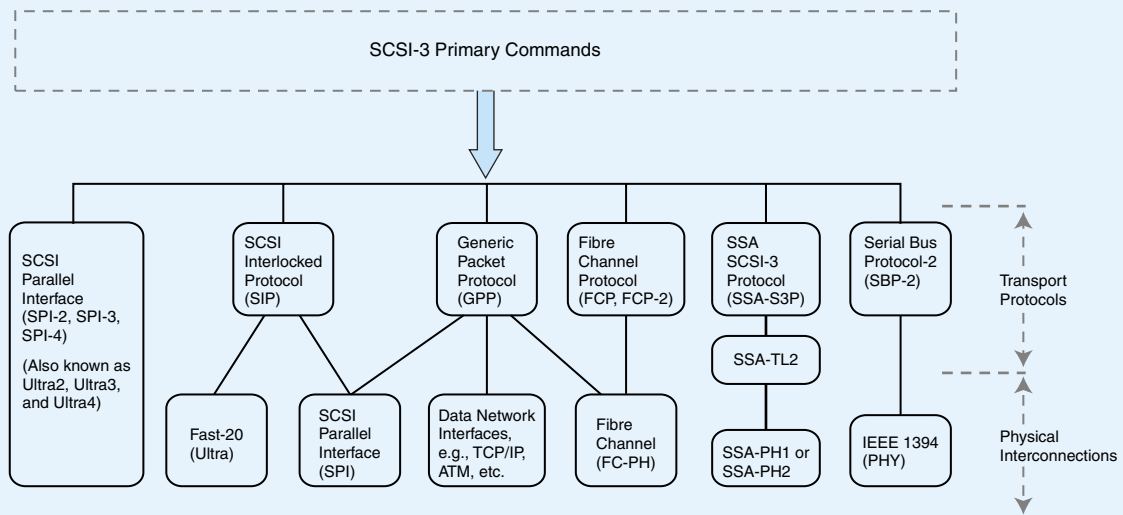 SCSI-3 Primary Commands
SCSI
Parallel
Interface
(SPI-2, SPI-3,
SPI-4)
(Also known as
Ultra2, Ultra3,
and Ultra4)
SCSI
Interlocked
Protocol
(SIP)
Generic
Packet
Protocol
(GPP)
Fibre
Channel
Protocol
(FCP, FCP-2)
SSA
SCSI-3
Protocol
(SSA-S3P)
Serial Bus
Protocol-2
(SBP-2)
Transport
Protocols
SSA-TL2
Fast-20
(Ultra)
SCSI
Parallel
Interface
(SPI)
Data Network
Interfaces,
e.g., TCP/IP,
ATM, etc.
Fibre
Channel
(FC-PH)
SSA-PH1 or
SSA-PH2
IEEE 1394
(PHY)
Physical
Interconnections